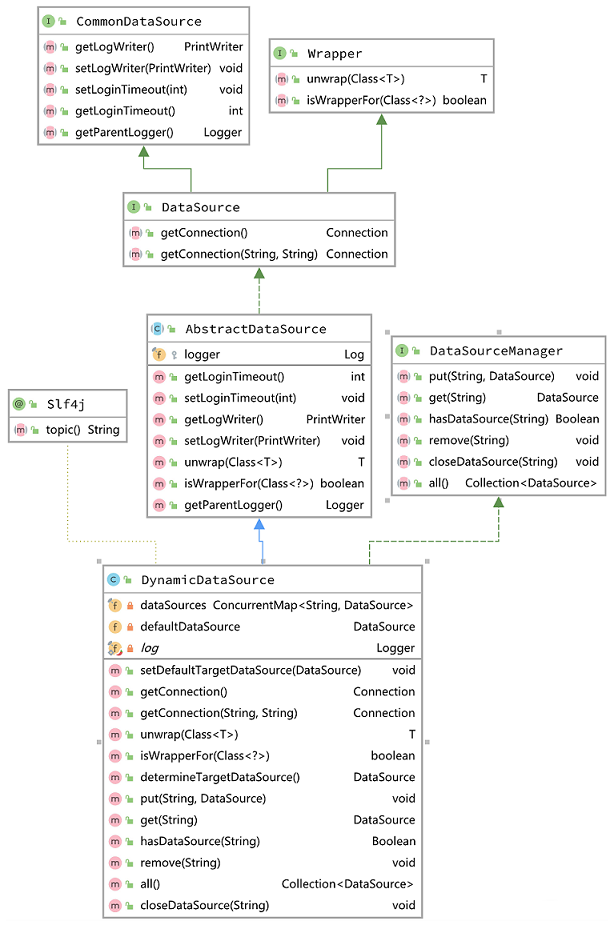 CommonDataSource
getLogWriter() PrintWriter
setLogWriter(PrintWriter) void
setLoginTimeout(int) void
getLoginTimeout() int
getParentLogger() Logger
Wrapper
unwrap(Class<T>) T
isWrapperFor(Class<?>) boolean
DataSource
getConnection() Connection
getConnection(String, String) Connection
AbstractDataSource
logger Log
getLoginTimeout() int
setLoginTimeout(int) void
getLogWriter() PrintWriter
setLogWriter(PrintWriter) void
unwrap(Class<T>) T
isWrapperFor(Class<?>) boolean
getParentLogger() Logger
DataSourceManager
put(String, DataSource) void
get(String) DataSource
hasDataSource(String) Boolean
remove(String) void
closeDataSource(String) void
all() Collection<DataSource>
Slf4j
topic() String
DynamicDataSource
dataSources ConcurrentMap<String, DataSource>
defaultDataSource DataSource
log Logger
setDefaultTargetDataSource(DataSource) void
getConnection() Connection
getConnection(String, String) Connection
unwrap(Class<T>) T
isWrapperFor(Class<?>) boolean
determineTargetDataSource() DataSource
put(String, DataSource) void
get(String) DataSource
hasDataSource(String) Boolean
remove(String) void
all() Collection<DataSource>
closeDataSource(String) void